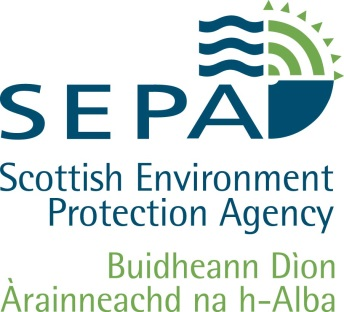 SEPA
Scottish Environment
Protection Agency
Buidheann Dìon
Àrainneachd na h-Alba